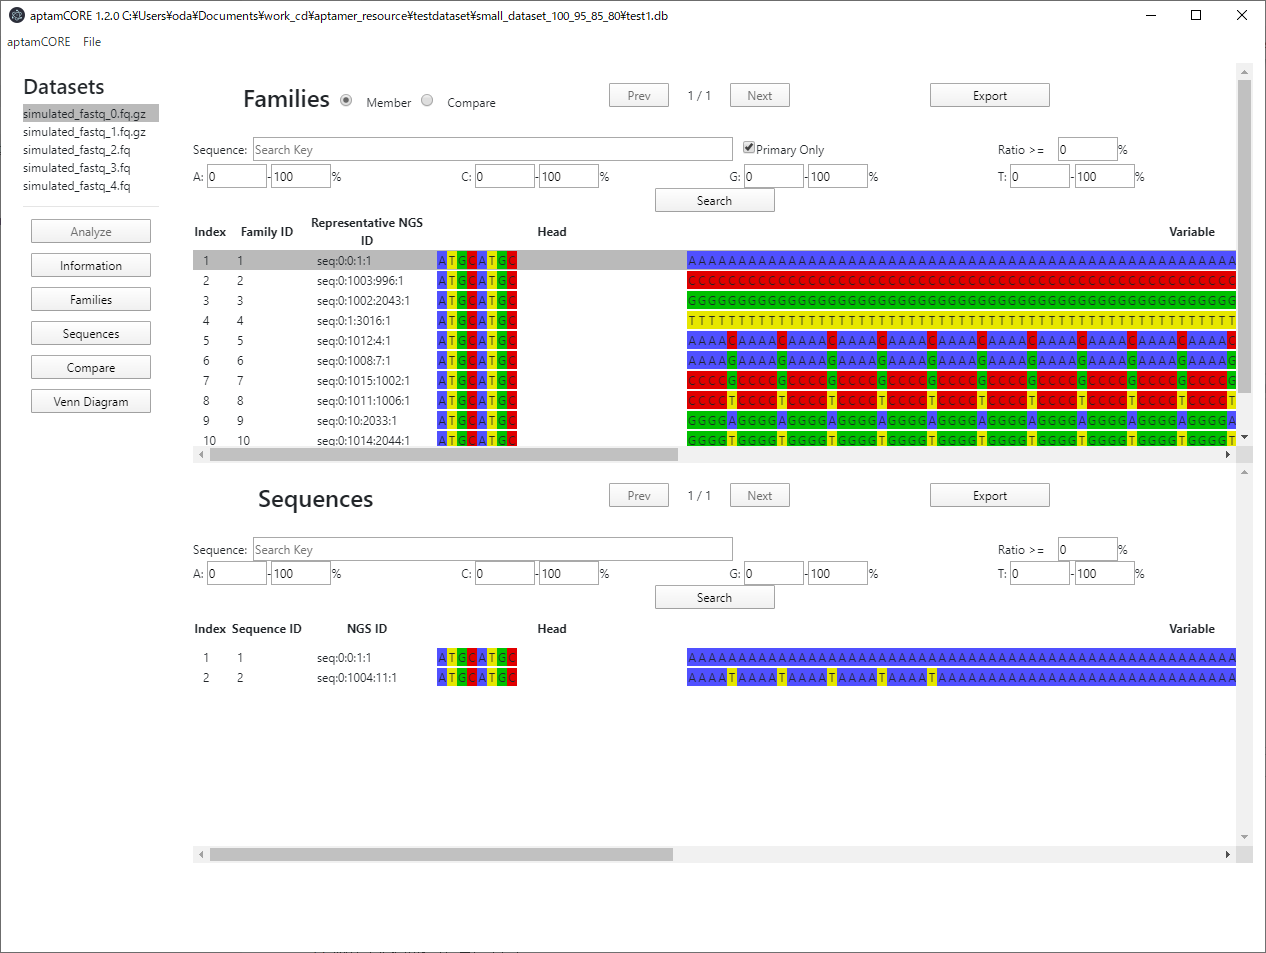 aptamCORE 1.2.0 C:¥Users¥oda¥Documents¥work_cd¥aptamer_resource¥testdataset¥small_dataset_100_95_85_80¥test1.db
aptamCORE File
Datasets
simulated_fastq_0.fq.gz
simulated_fastq_1.fq.gz
simulated_fastq_2.fq
simulated_fastq_3.fq
simulated_fastq_4.fq
Analyze
Information
Families
Sequences
Compare
Venn Diagram
Families Member Compare Prev 1 / 1 Next Export
Sequence: Search Key Primary Only Ratio >= 0 %
A: 0 - 100 % C: 0 - 100 % G: 0 - 100 % T: 0 - 100 %
Search
Index Family ID Representative NGS ID Head Variable
1 1 seq:0:0:1:1 ATGCATGC AAAAAAAAAAAAAAAAAAAAAAAAAAAAAAAAAAAAAAAAAAAAAAAAAAAAAAA
2 2 seq:0:1003:996:1 ATGCATGC CCCCCCCCCCCCCCCCCCCCCCCCCCCCCCCCCCCCCCCCCCCCCCCCCCCCCCC
3 3 seq:0:1002:2043:1 ATGCATGC GGGGGGGGGGGGGGGGGGGGGGGGGGGGGGGGGGGGGGGGGGGGGGGGGGGGGGG
4 4 seq:0:1:3016:1 ATGCATGC TTTTTTTTTTTTTTTTTTTTTTTTTTTTTTTTTTTTTTTTTTTTTTTTTTTTTTT
5 5 seq:0:1012:4:1 ATGCATGC AAAACAAAACAAAACAAAACAAAACAAAACAAAACAAAACAAAACAAAACAAAAC
6 6 seq:0:1008:7:1 ATGCATGC AAAAGAAAAGAAAAGAAAAGAAAAGAAAAGAAAAGAAAAGAAAAGAAAAGAAAAG
7 7 seq:0:1015:1002:1 ATGCATGC CCCCGCCCCGCCCCGCCCCGCCCCGCCCCGCCCCGCCCCGCCCCGCCCCGCCCCG
8 8 seq:0:1011:1006:1 ATGCATGC CCCCTCCCCTCCCCTCCCCTCCCCTCCCCTCCCCTCCCCTCCCCTCCCCTCCCCT
9 9 seq:0:10:2033:1 ATGCATGC GGGGAGGGGAGGGGAGGGGAGGGGAGGGGAGGGGAGGGGAGGGGAGGGGAGGGGA
10 10 seq:0:1014:2044:1 ATGCATGC GGGGTGGGGTGGGGTGGGGTGGGGTGGGGTGGGGTGGGGTGGGGTGGGGTGGGGT
Sequences Prev 1 / 1 Next Export
Sequence: Search Key Ratio >= 0 %
A: 0 - 100 % C: 0 - 100 % G: 0 - 100 % T: 0 - 100 %
Search
Index Sequence ID NGS ID Head Variable
1 1 seq:0:0:1:1 ATGCATGC AAAAAAAAAAAAAAAAAAAAAAAAAAAAAAAAAAAAAAAAAAAAAAAAAAAAAAA
2 2 seq:0:1004:11:1 ATGCATGC AAAATAAAATAAAATAAAATAAAATAAAAAAAAAAAAAAAAAAAAAAAAAAAAAA